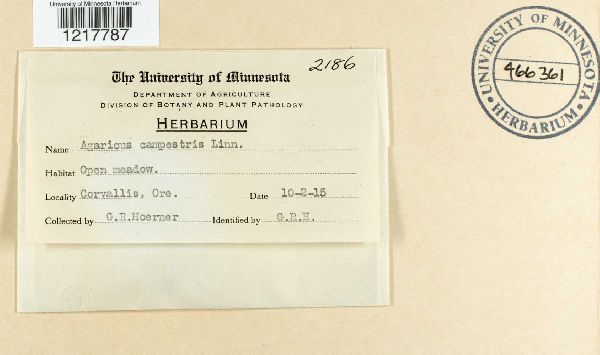 University of Minnesota Herbarium
1217787
2186
The University of Minnesota
DEPARTMENT OF AGRICULTURE
DIVISION OF BOTANY AND PLANT PATHOLOGY
HERBARIUM
Name Agaricus campestris Linn.
Habitat Open meadow.
Locality Corvallis, Ore. Date 10-2-15
Collected by G.R.Hoerner Identified by G.R.H.
UNIVERSITY OF MINNESOTA
466361
HERBARIUM